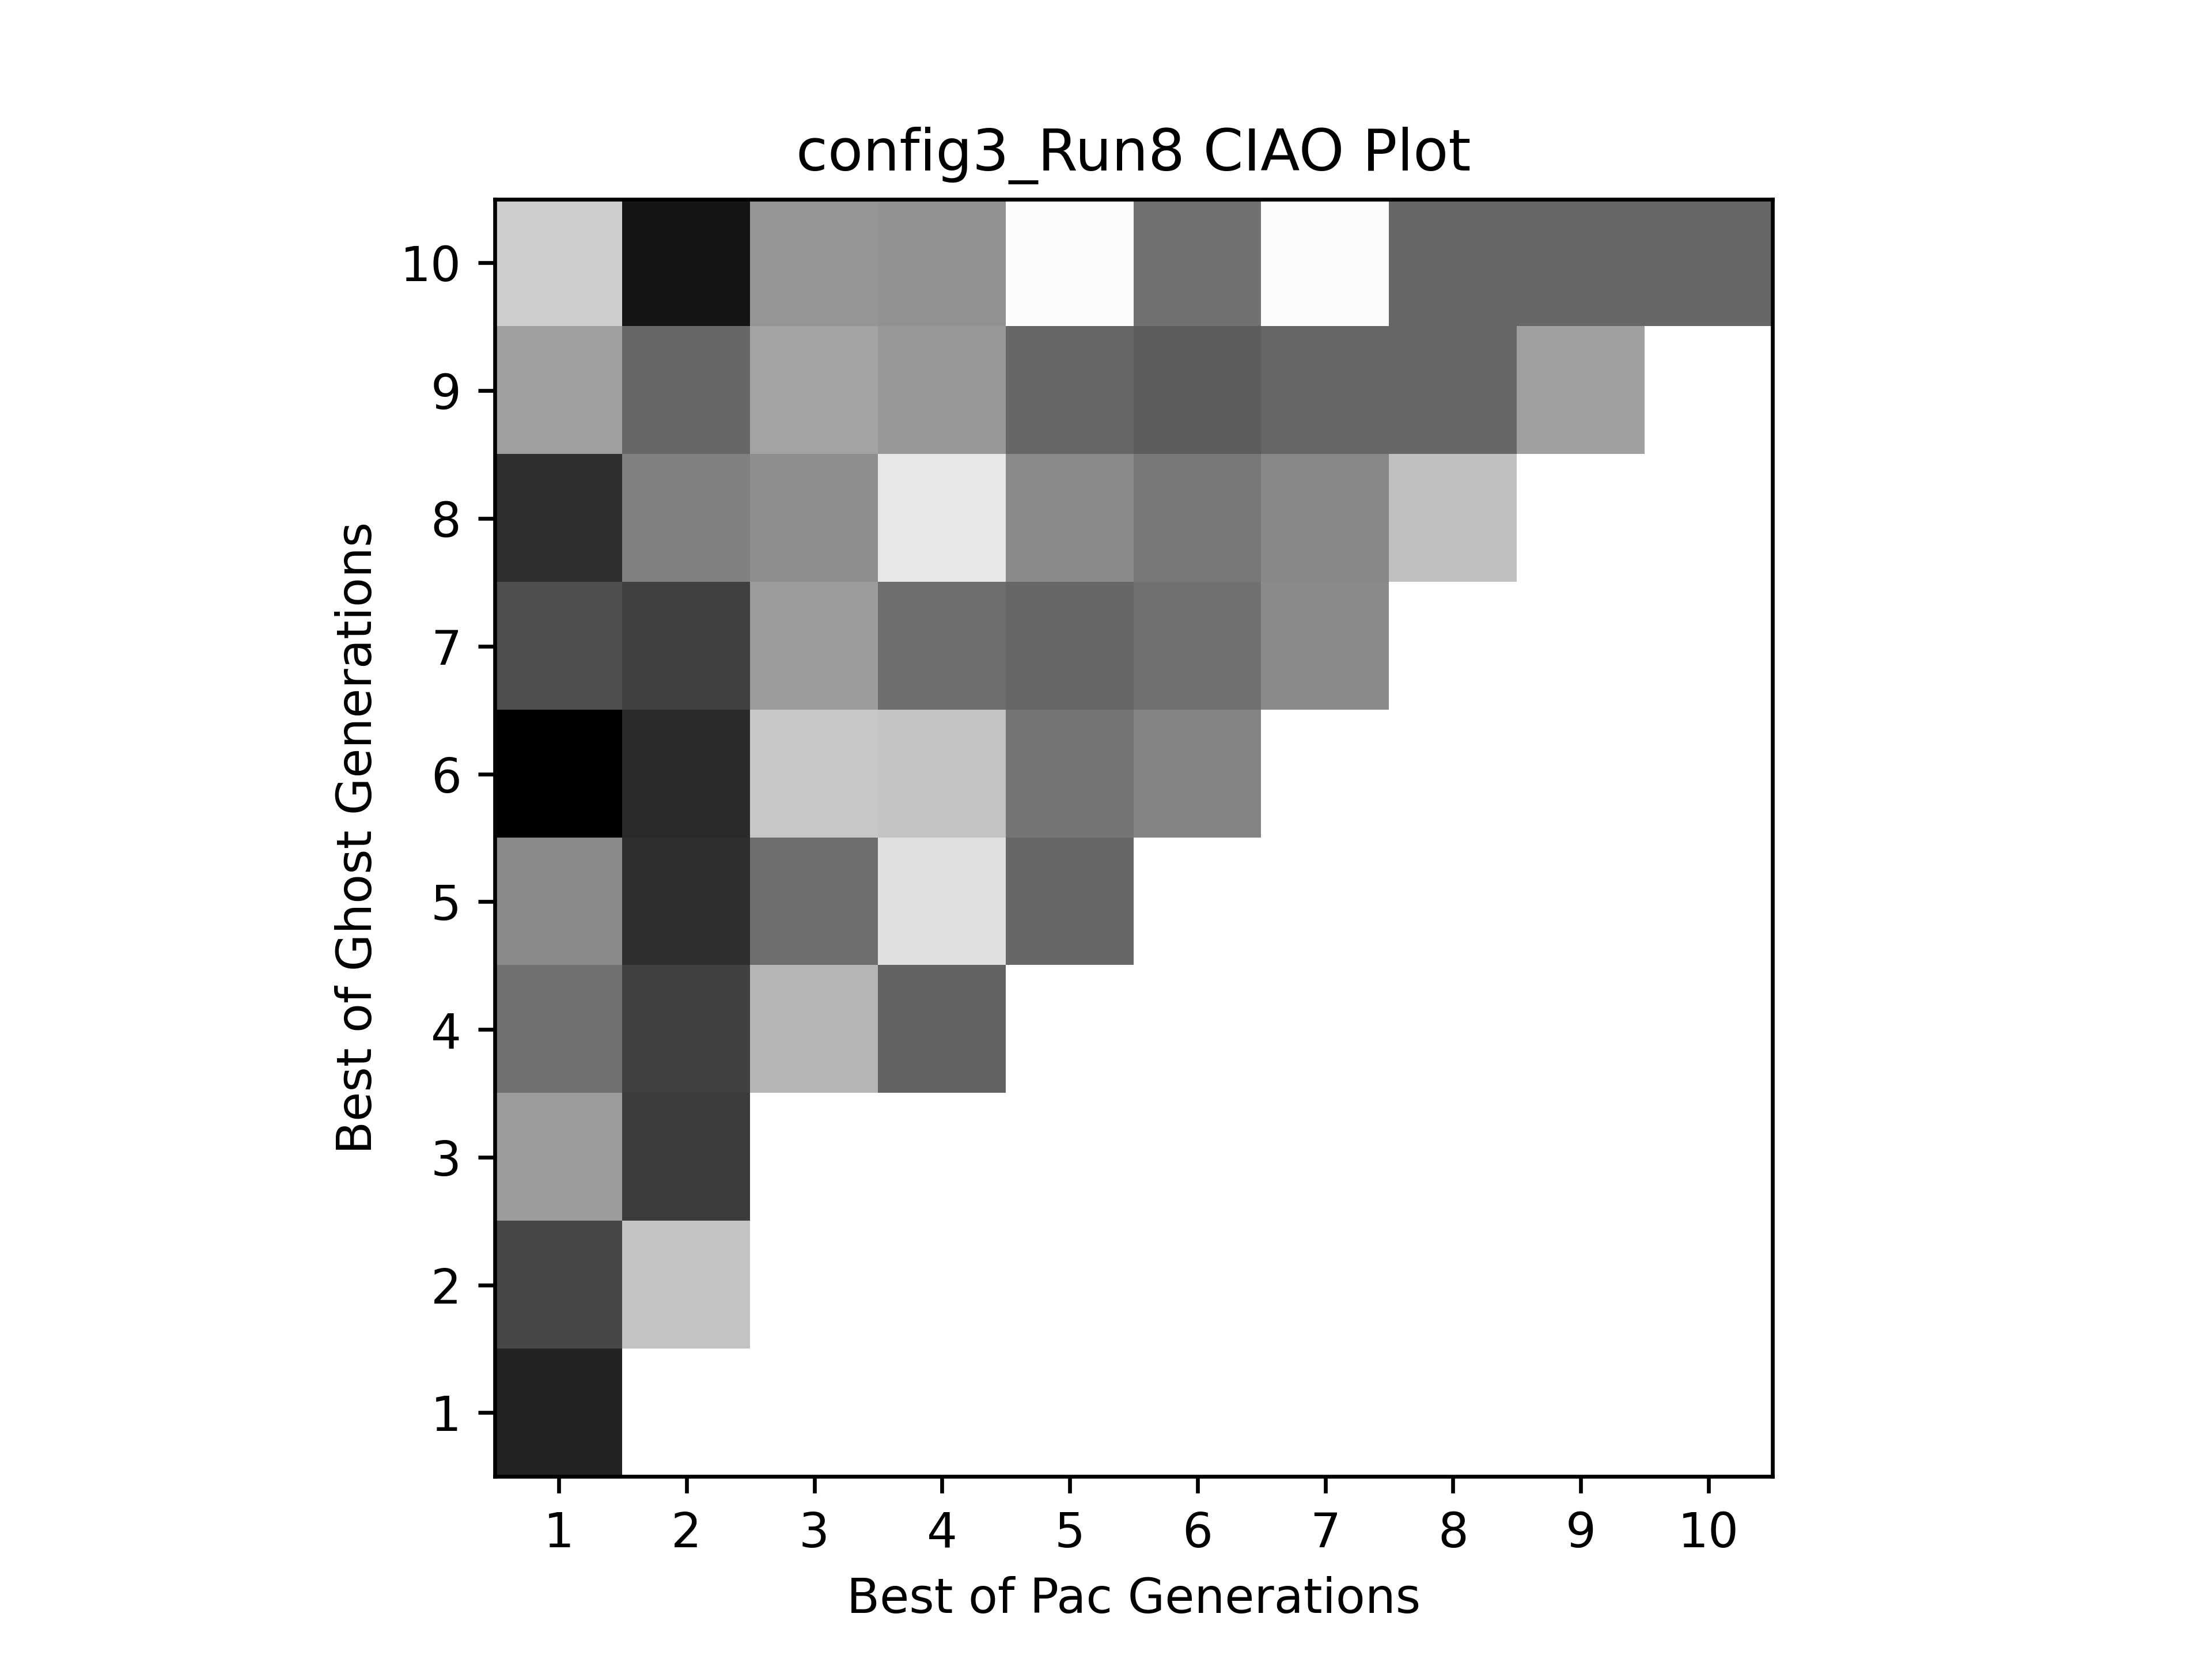 config3_Run8 CIAO Plot
Best of Ghost Generations
10
9
8
7
6
5
4
3
2
1
1 2 3 4 5 6 7 8 9 10
Best of Pac Generations